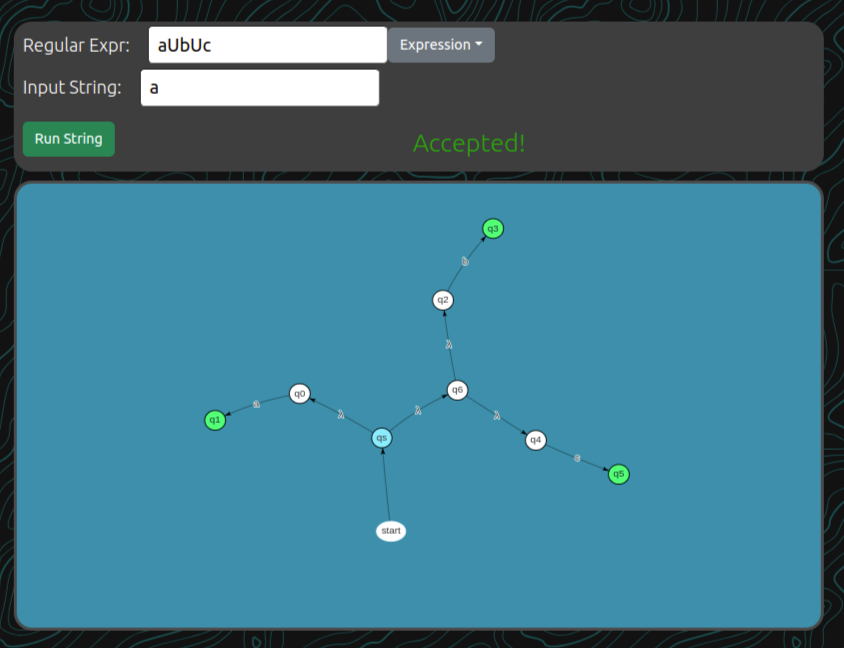 Regular Expr: aUbUc Expression
Input String: a
Run String Accepted!
q3
b
q2
λ
q0 q6
a λ λ λ
q1 qs q4
c
q5
start